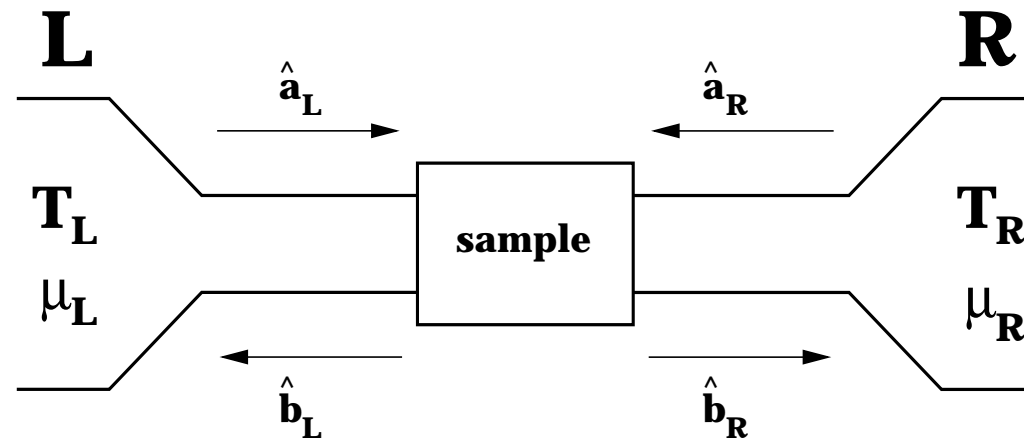 L R
â_L â_R
T_L T_R
sample
μ_L μ_R
b̂_L b̂_R